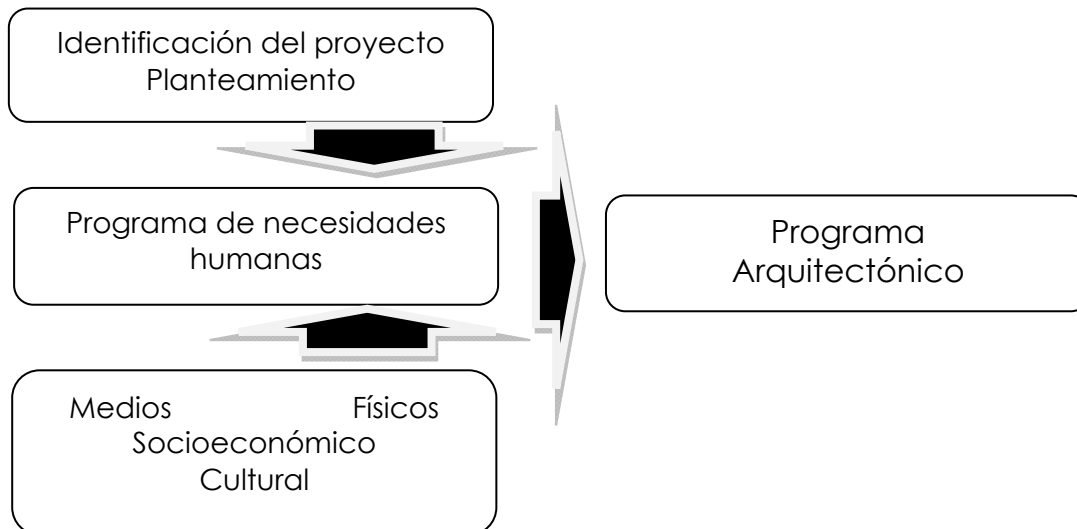 Identificación del proyecto
Planteamiento
Programa de necesidades
humanas
Programa
Arquitectónico
Medios Físicos
Socioeconómico
Cultural